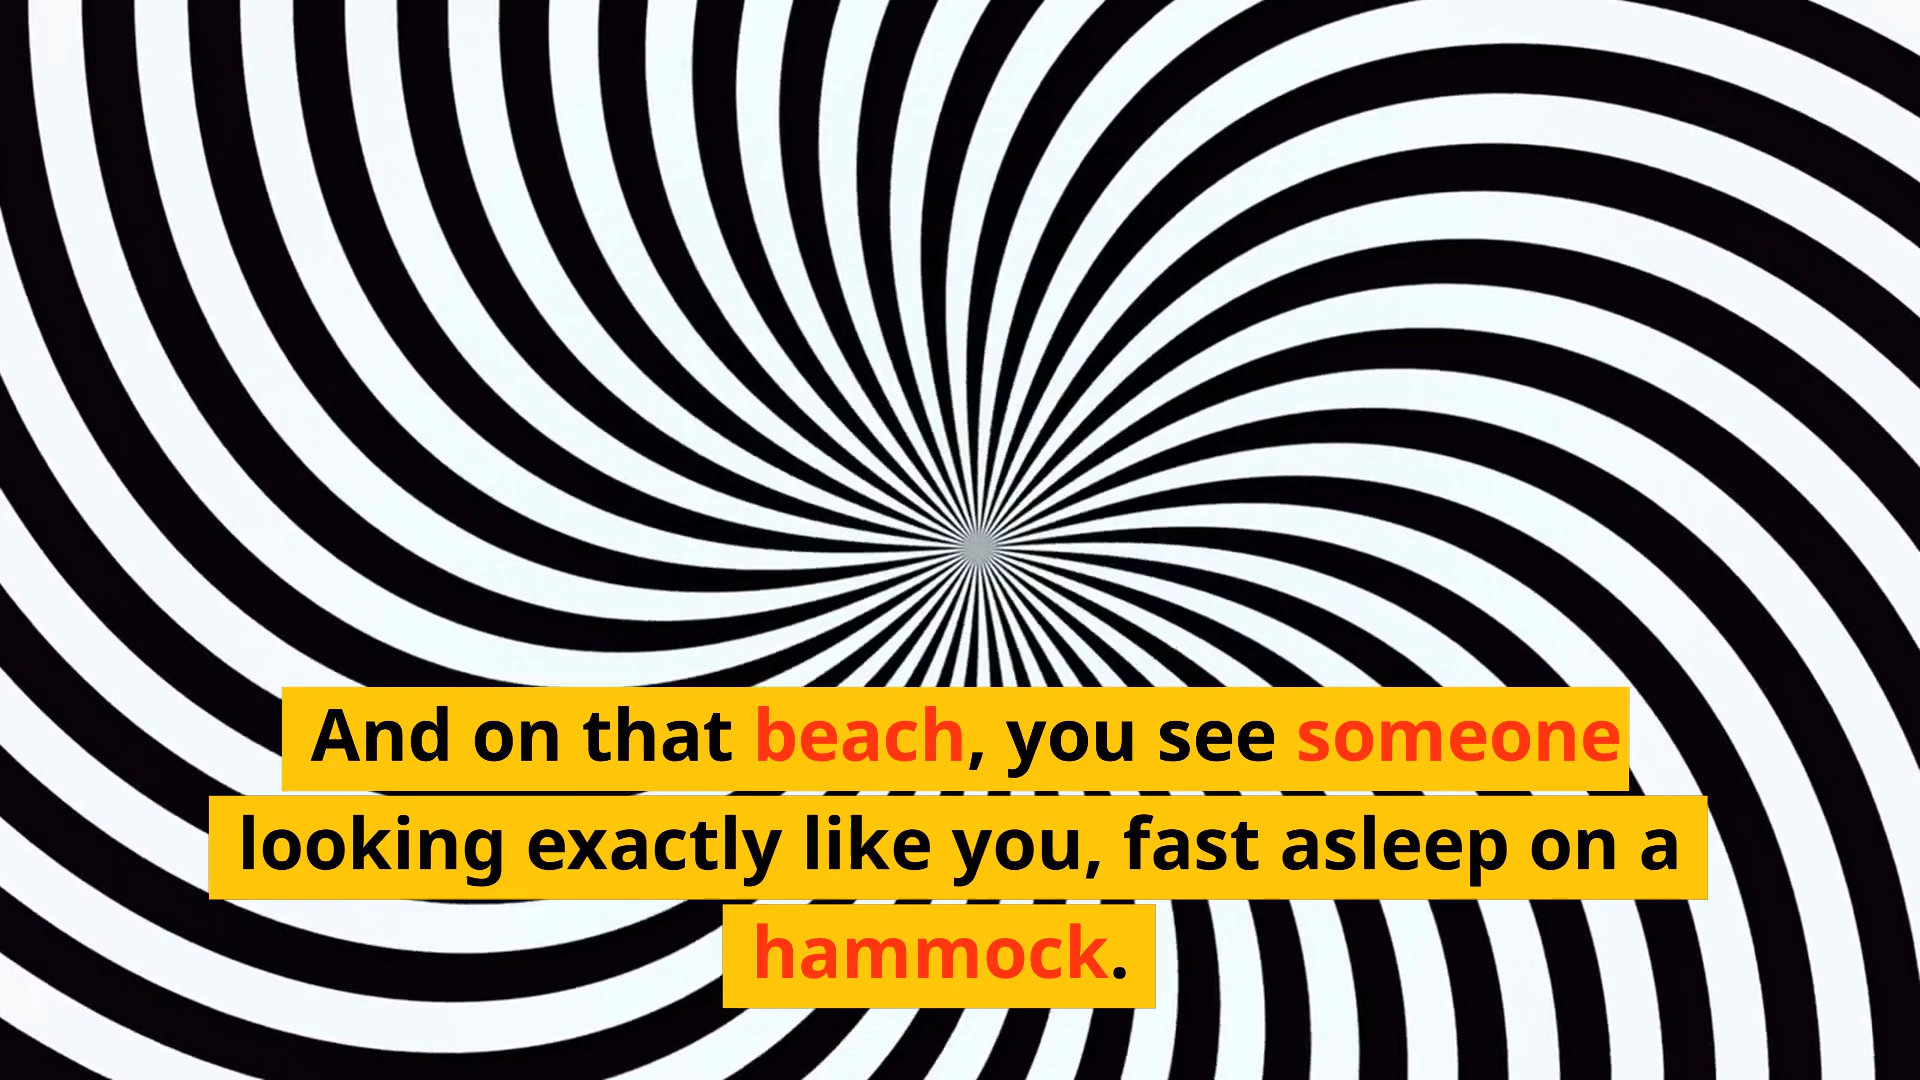 And on that beach, you see someone
looking exactly like you, fast asleep on a
hammock.